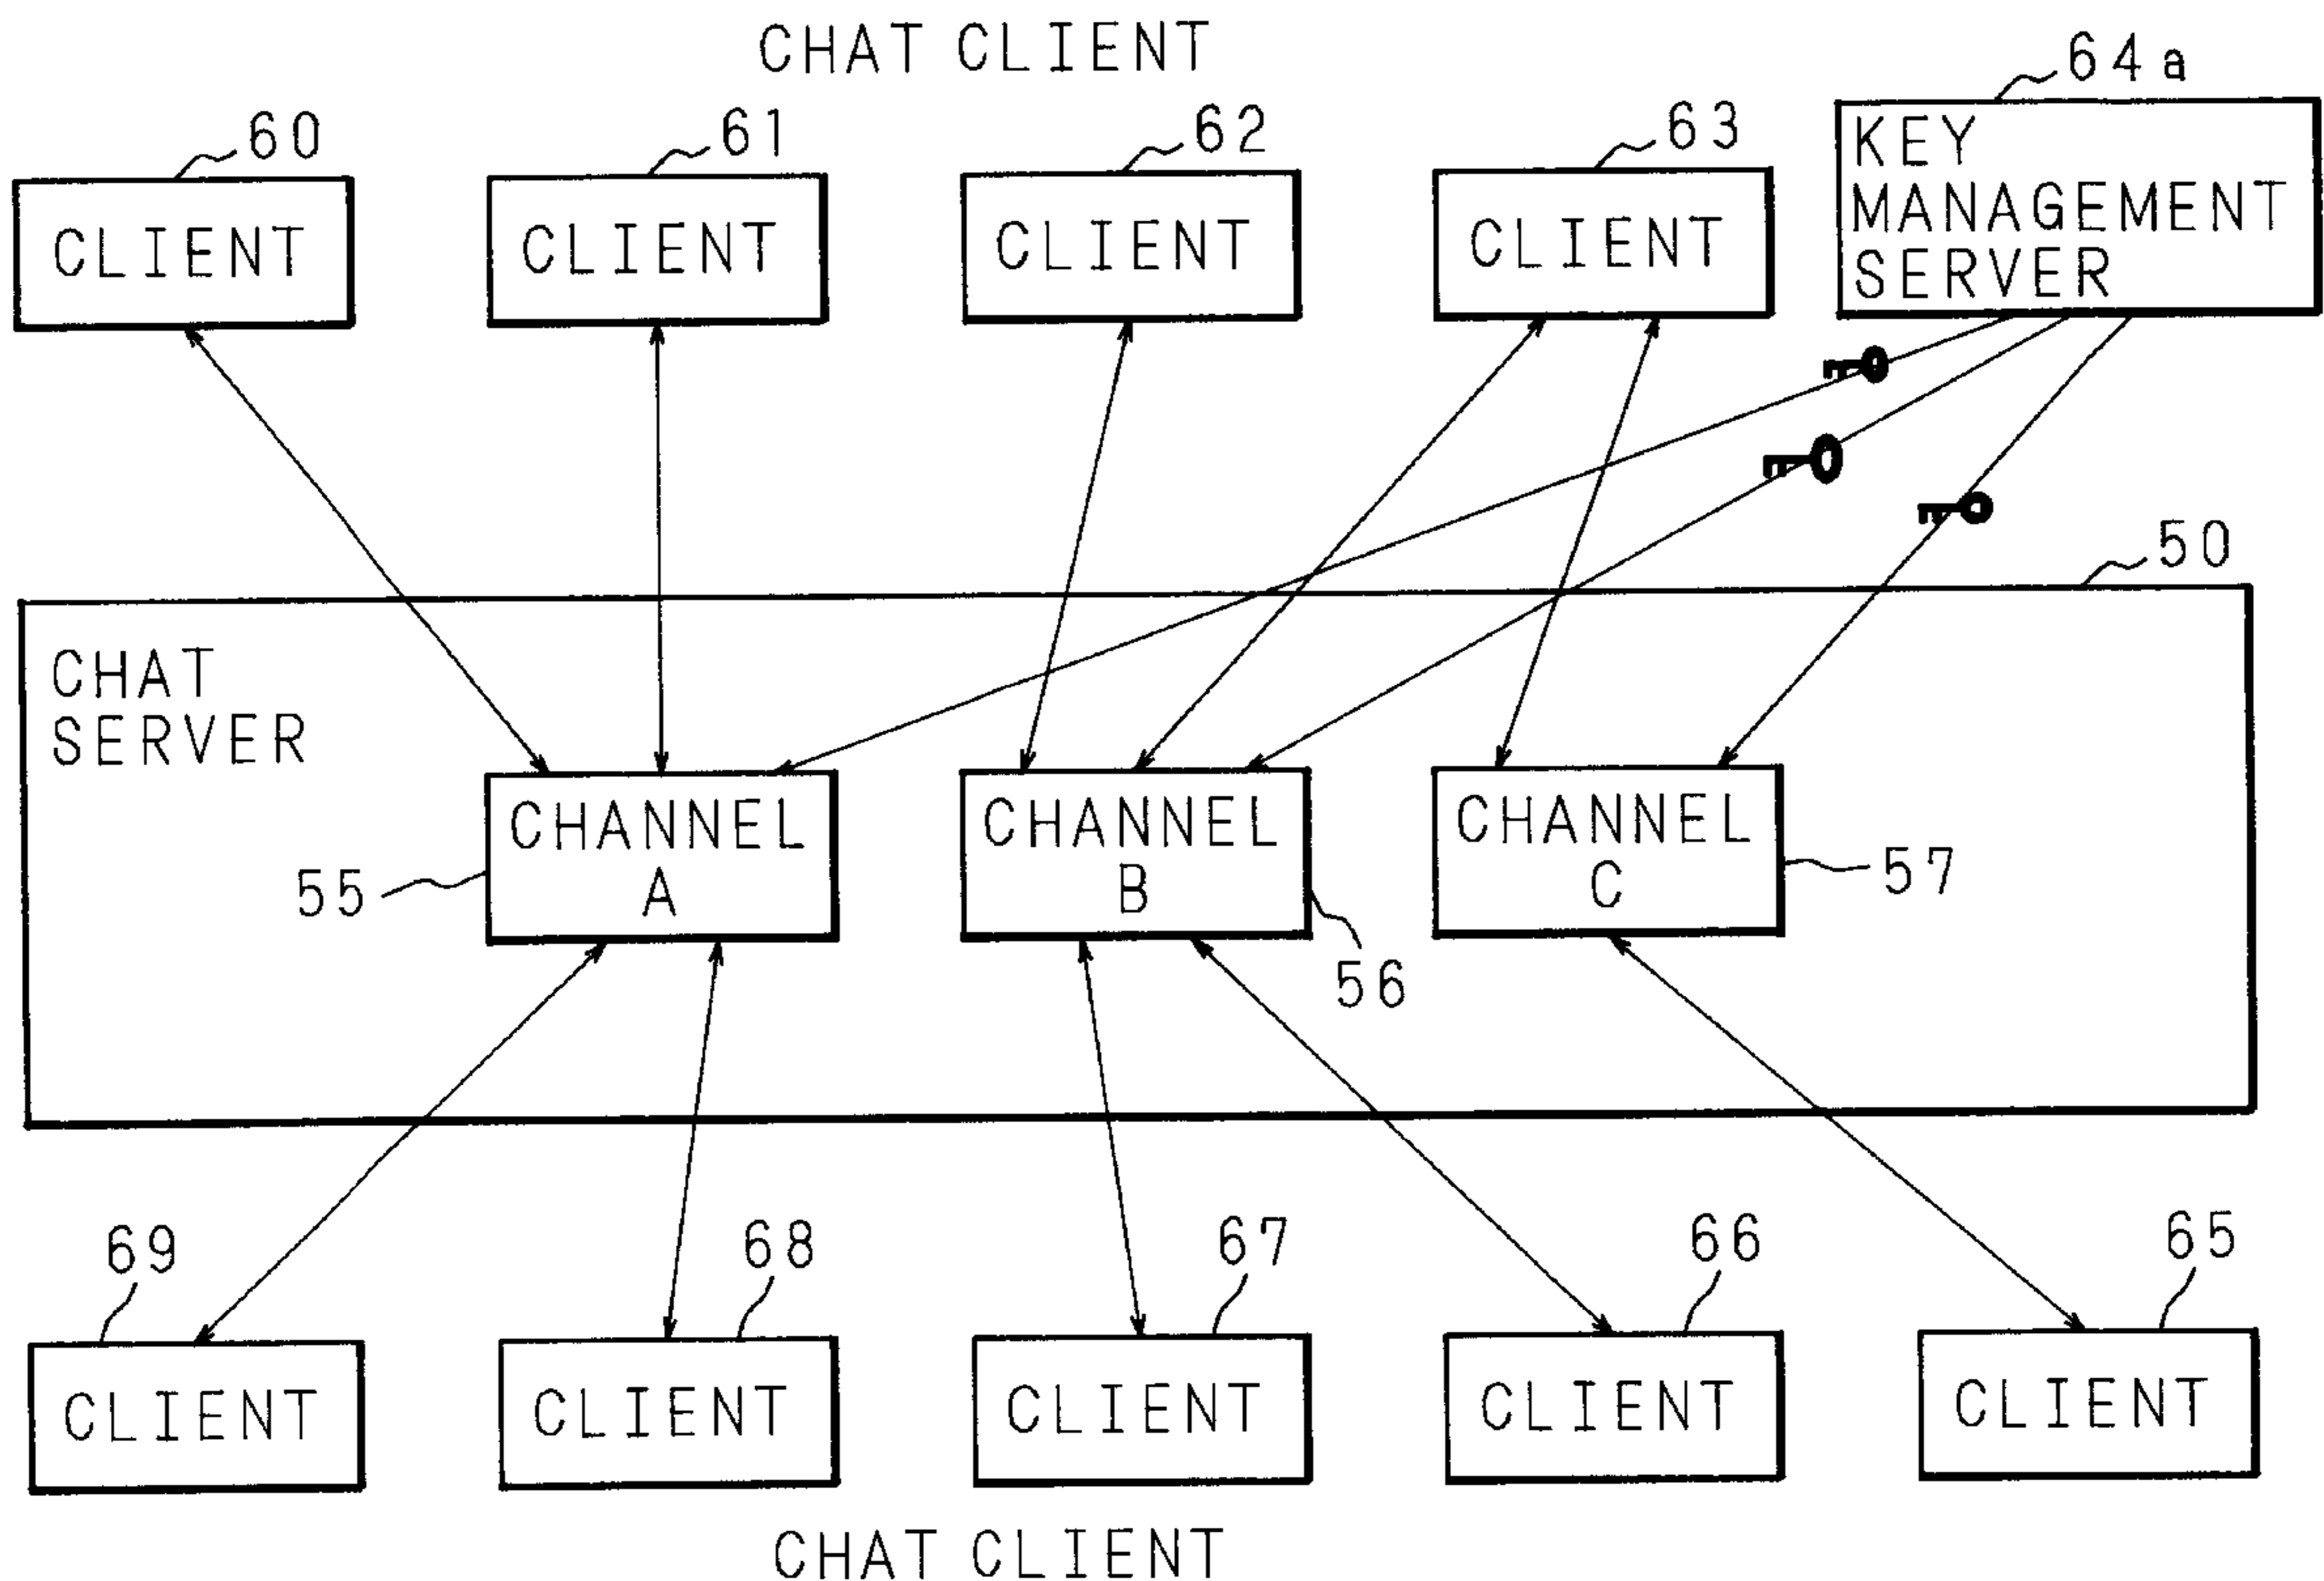 CHAT CLIENT
60
61
62
63
64a
CLIENT
CLIENT
CLIENT
CLIENT
KEY
MANAGEMENT
SERVER
50
CHAT
SERVER
CHANNEL
A
CHANNEL
B
CHANNEL
C
55
56
57
69
68
67
66
65
CLIENT
CLIENT
CLIENT
CLIENT
CLIENT
CHAT CLIENT